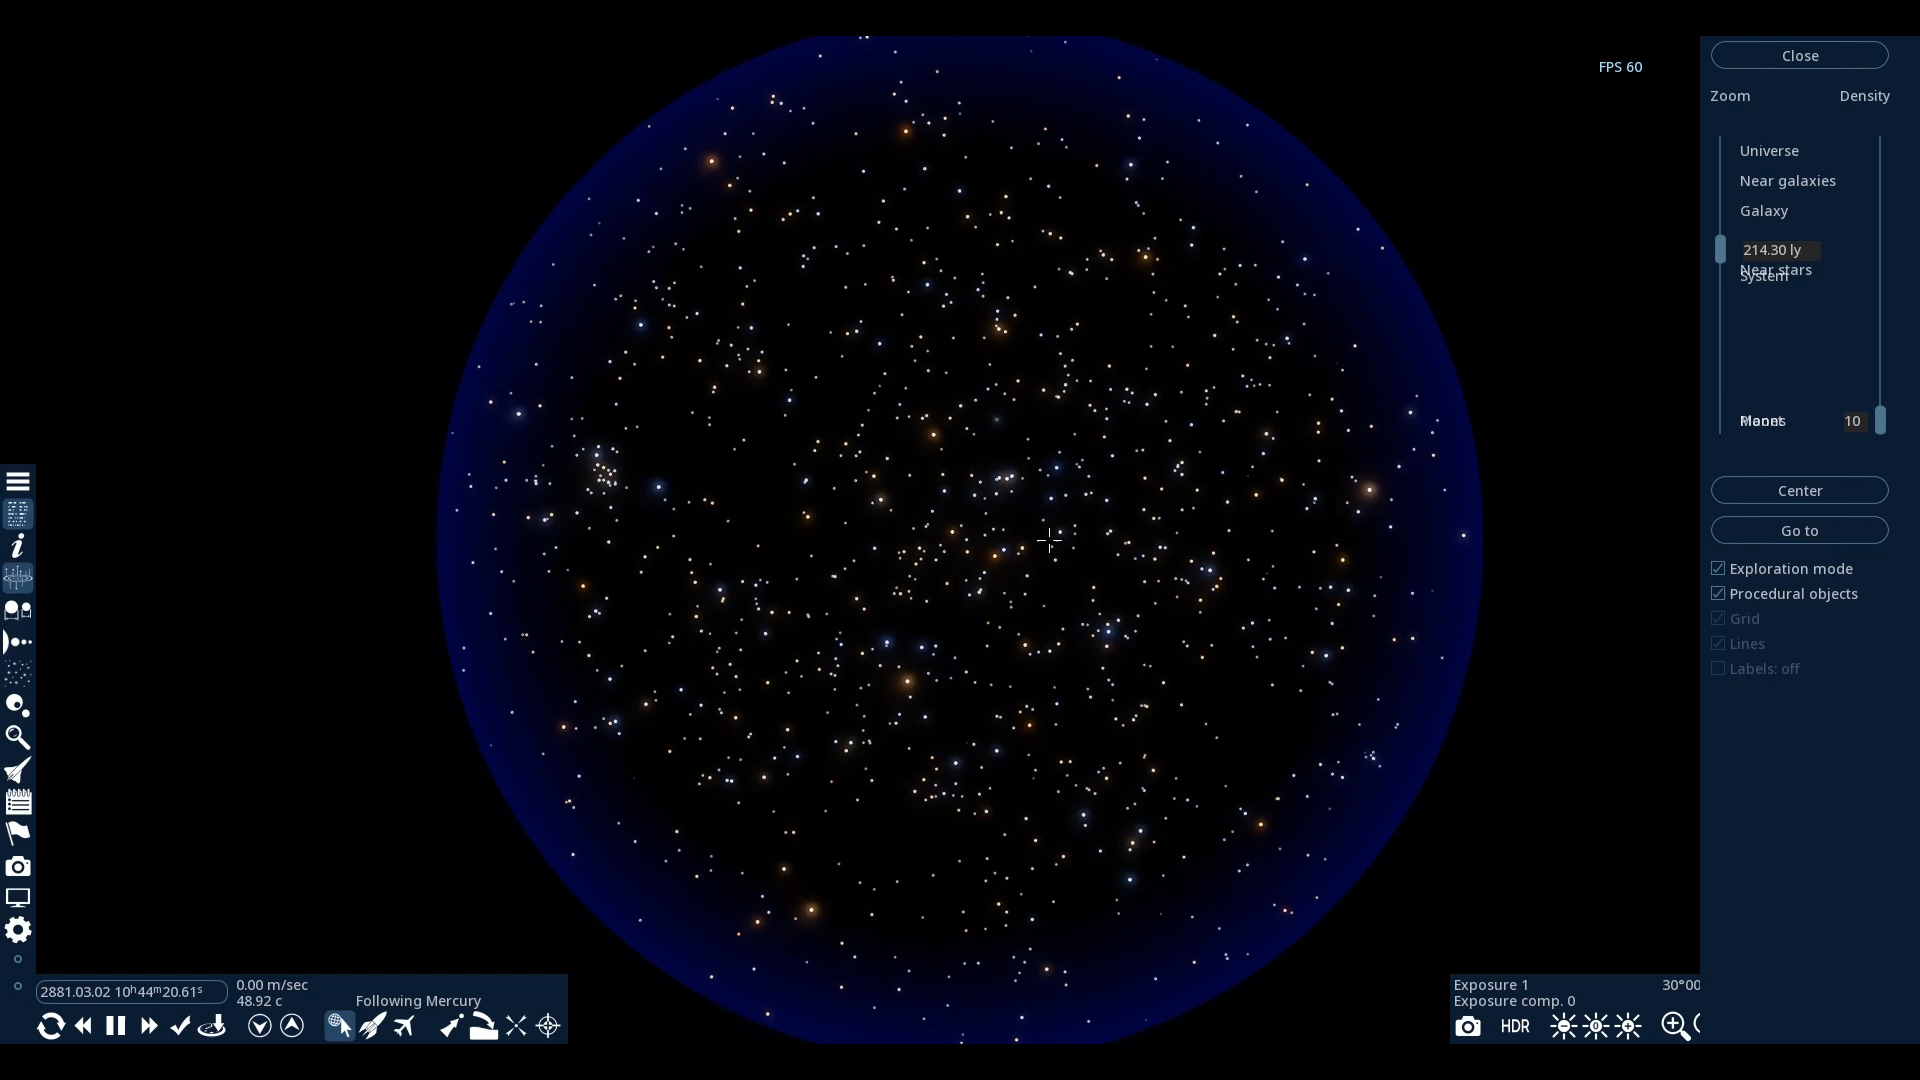 FPS 60
Close
Zoom Density
Universe
Near galaxies
Galaxy
214.30 ly
Near stars
System
Planet
10
Center
Go to
Exploration mode
Procedural objects
Grid
Lines
Labels: off
2881.03.02 10ʰ44ᵐ20.61ˢ
0.00 m/sec
48.92 c
Following Mercury
Exposure 1
30°00
Exposure comp. 0
HDR